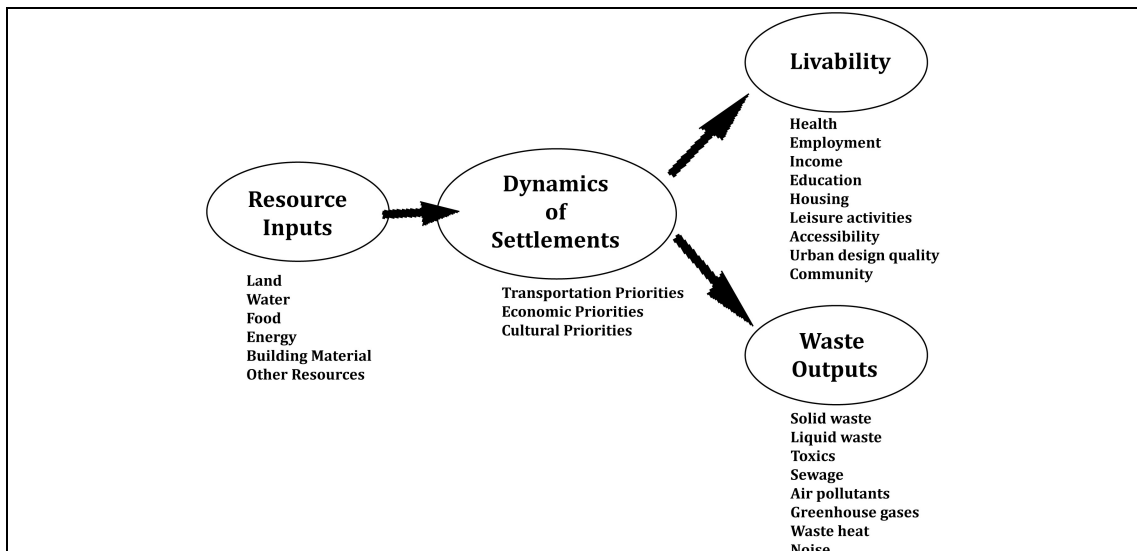 Resource
Inputs
Land
Water
Food
Energy
Building Material
Other Resources
Dynamics
of
Settlements
Transportation Priorities
Economic Priorities
Cultural Priorities
Livability
Health
Employment
Income
Education
Housing
Leisure activities
Accessibility
Urban design quality
Community
Waste
Outputs
Solid waste
Liquid waste
Toxics
Sewage
Air pollutants
Greenhouse gases
Waste heat
Noise